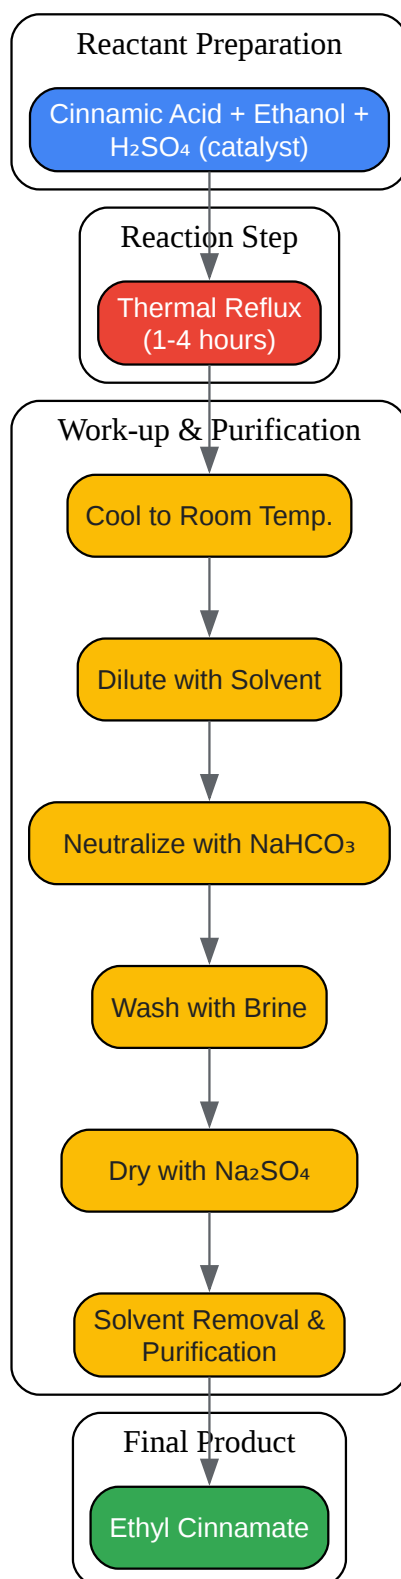 Reactant Preparation
Cinnamic Acid + Ethanol +
H₂SO₄ (catalyst)
Reaction Step
Thermal Reflux
(1-4 hours)
Work-up & Purification
Cool to Room Temp.
Dilute with Solvent
Neutralize with NaHCO₃
Wash with Brine
Dry with Na₂SO₄
Solvent Removal &
Purification
Final Product
Ethyl Cinnamate